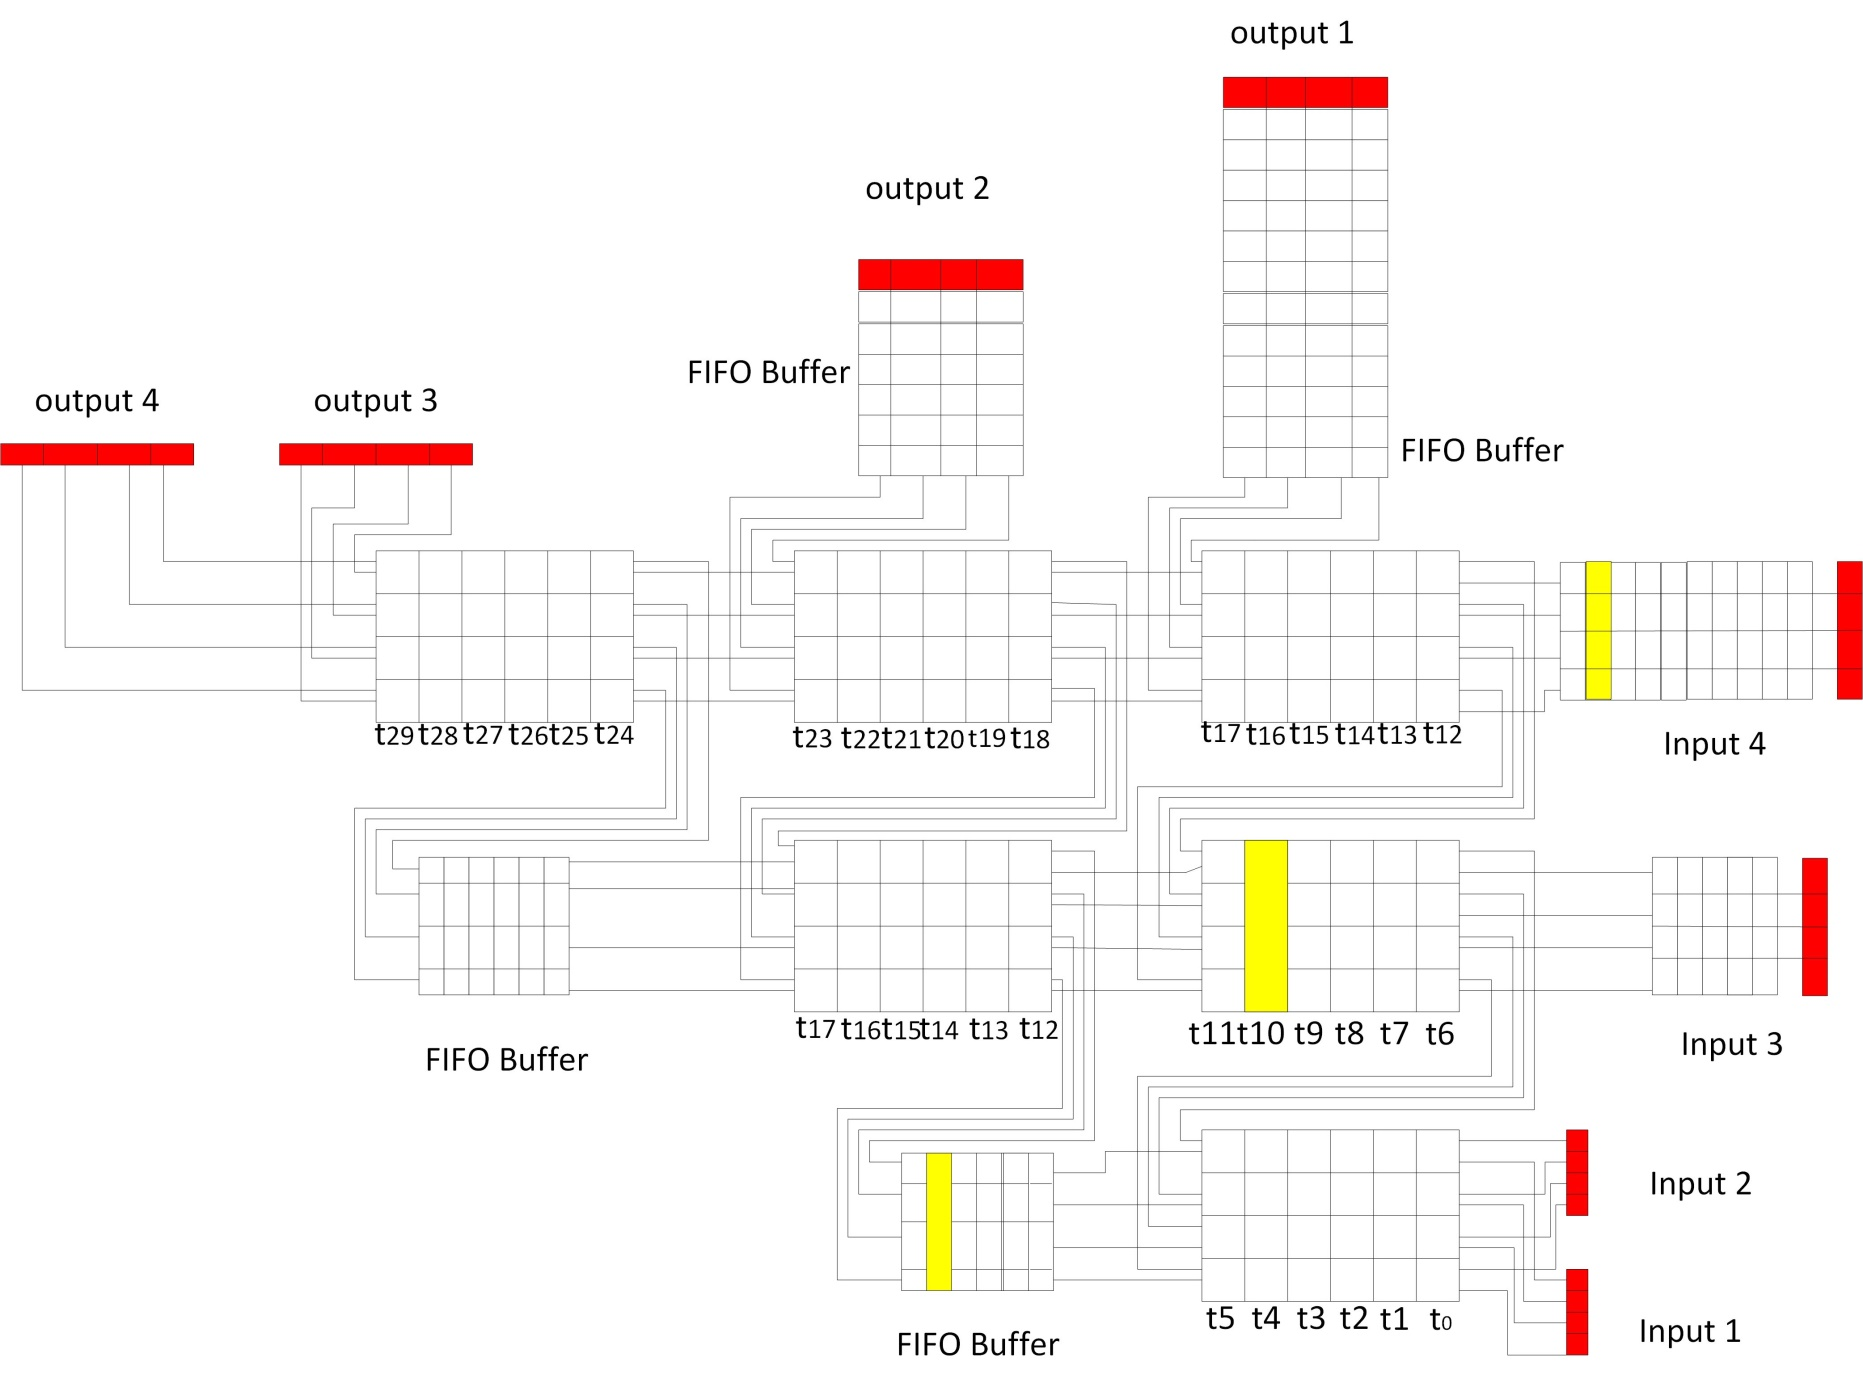 output 1
output 2
FIFO Buffer
output 4
output 3
FIFO Buffer
t29 t28 t27 t26 t25 t24
t23 t22 t21 t20 t19 t18
t17 t16 t15 t14 t13 t12
Input 4
t17 t16 t15 t14 t13 t12
t11 t10 t9 t8 t7 t6
Input 3
FIFO Buffer
Input 2
t5 t4 t3 t2 t1 t0
Input 1
FIFO Buffer